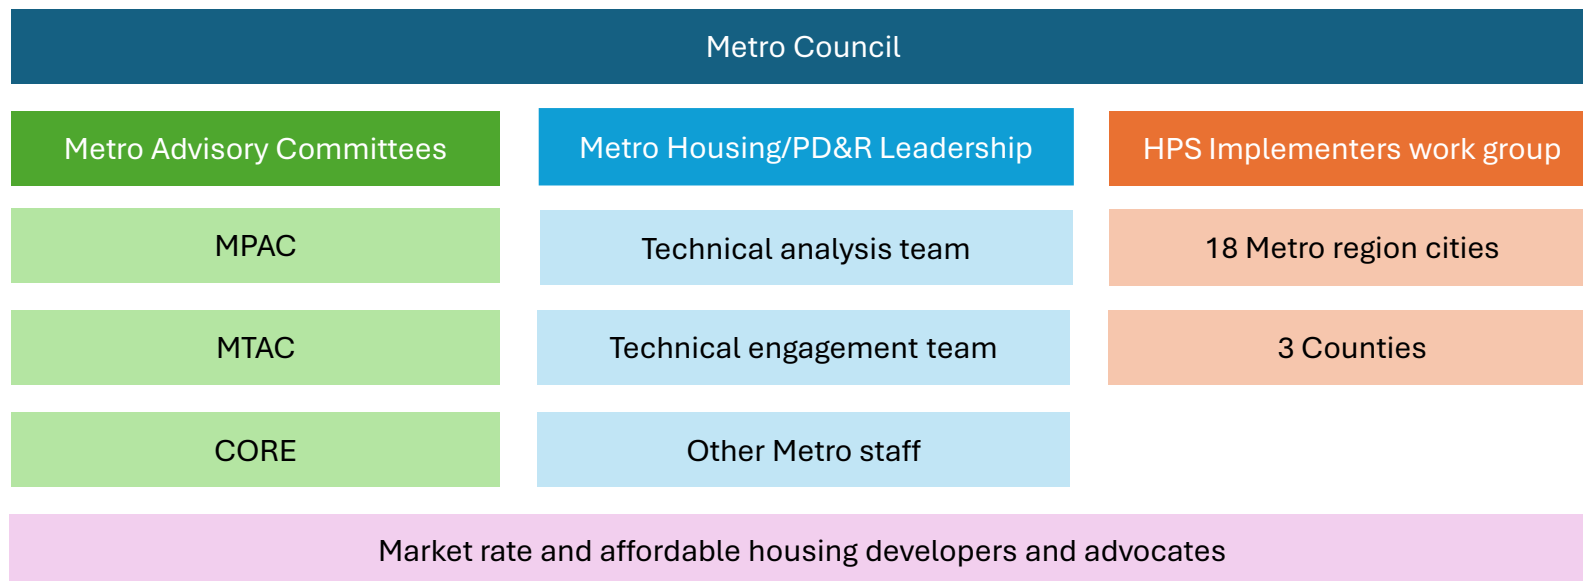 Metro Council
Metro Advisory Committees
Metro Housing/PD&R Leadership
HPS Implementers work group
MPAC
Technical analysis team
18 Metro region cities
MTAC
Technical engagement team
3 Counties
CORE
Other Metro staff
Market rate and affordable housing developers and advocates